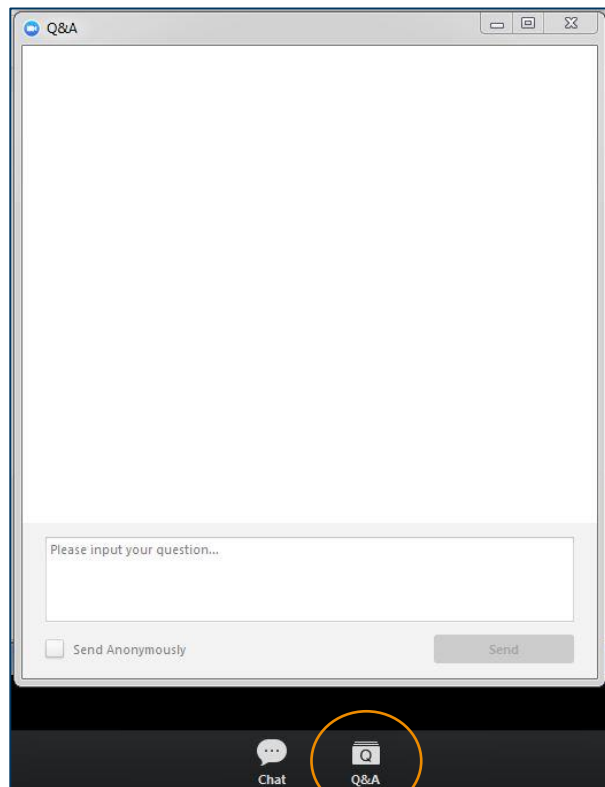 Q&A
Please input your question...
Send Anonymously
Send
Chat
Q
Q&A